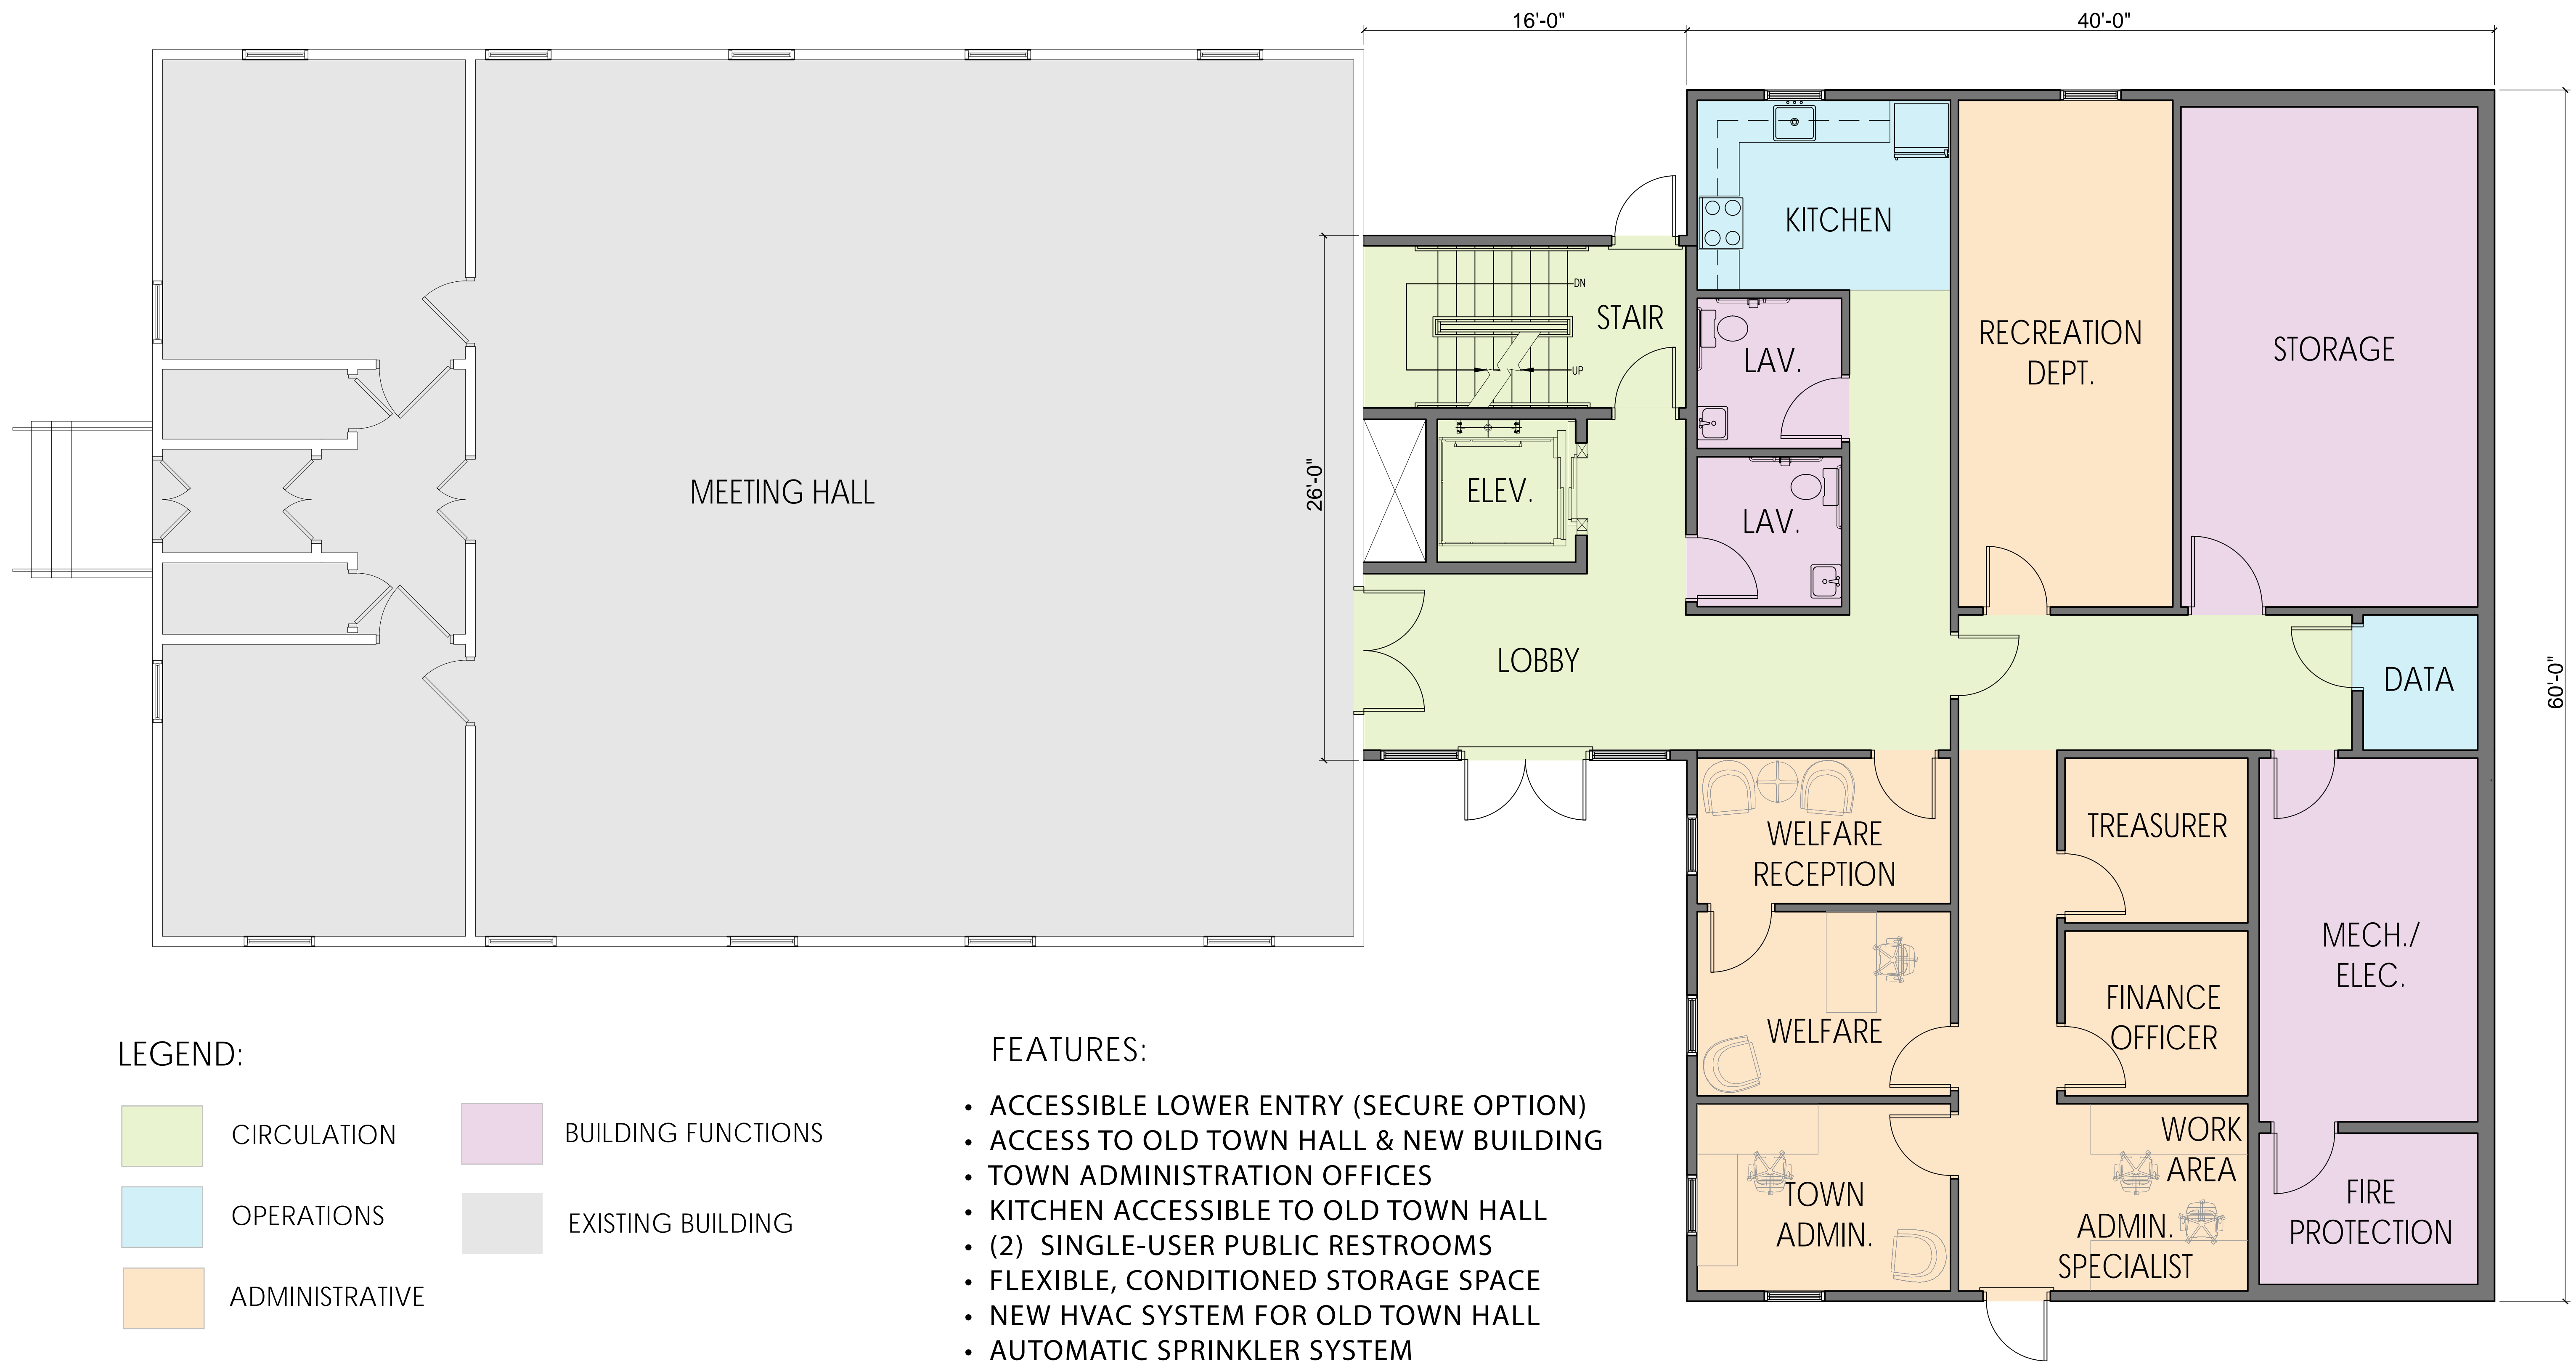 16'-0"
40'-0"
KITCHEN
DN
STAIR
UP
RECREATION
DEPT.
STORAGE
LAV.
MEETING HALL
26'-0"
ELEV.
LAV.
LOBBY
DATA
60'-0"
WELFARE
RECEPTION
TREASURER
MECH./
ELEC.
WELFARE
FINANCE
OFFICER
TOWN
ADMIN.
WORK
AREA
ADMIN.
SPECIALIST
FIRE
PROTECTION
LEGEND:
CIRCULATION
OPERATIONS
ADMINISTRATIVE
BUILDING FUNCTIONS
EXISTING BUILDING
FEATURES:
• ACCESSIBLE LOWER ENTRY (SECURE OPTION)
• ACCESS TO OLD TOWN HALL & NEW BUILDING
• TOWN ADMINISTRATION OFFICES
• KITCHEN ACCESSIBLE TO OLD TOWN HALL
• (2) SINGLE-USER PUBLIC RESTROOMS
• FLEXIBLE, CONDITIONED STORAGE SPACE
• NEW HVAC SYSTEM FOR OLD TOWN HALL
• AUTOMATIC SPRINKLER SYSTEM